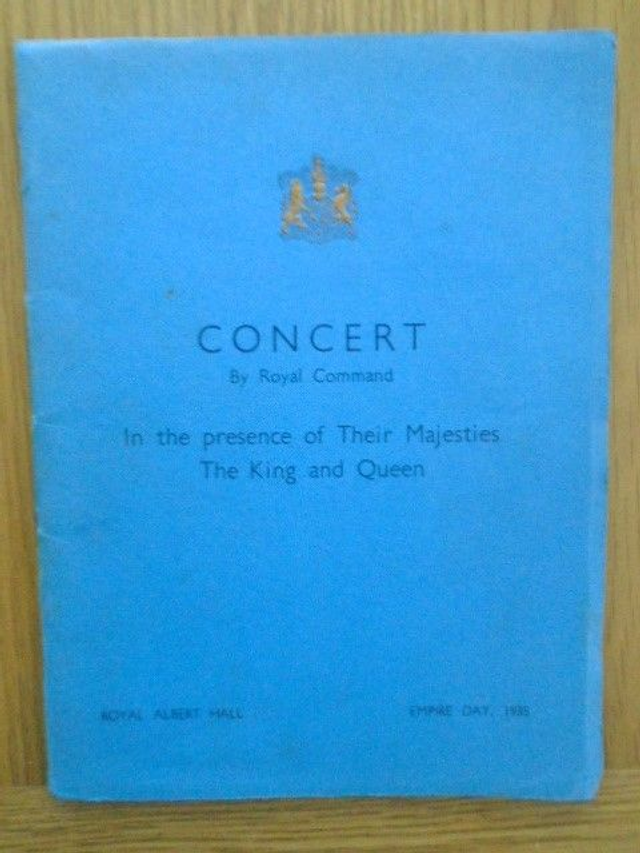 CONCERT
By Royal Command
In the presence of Their Majesties
The King and Queen
ROYAL ALBERT HALL EMPIRE DAY, 1935